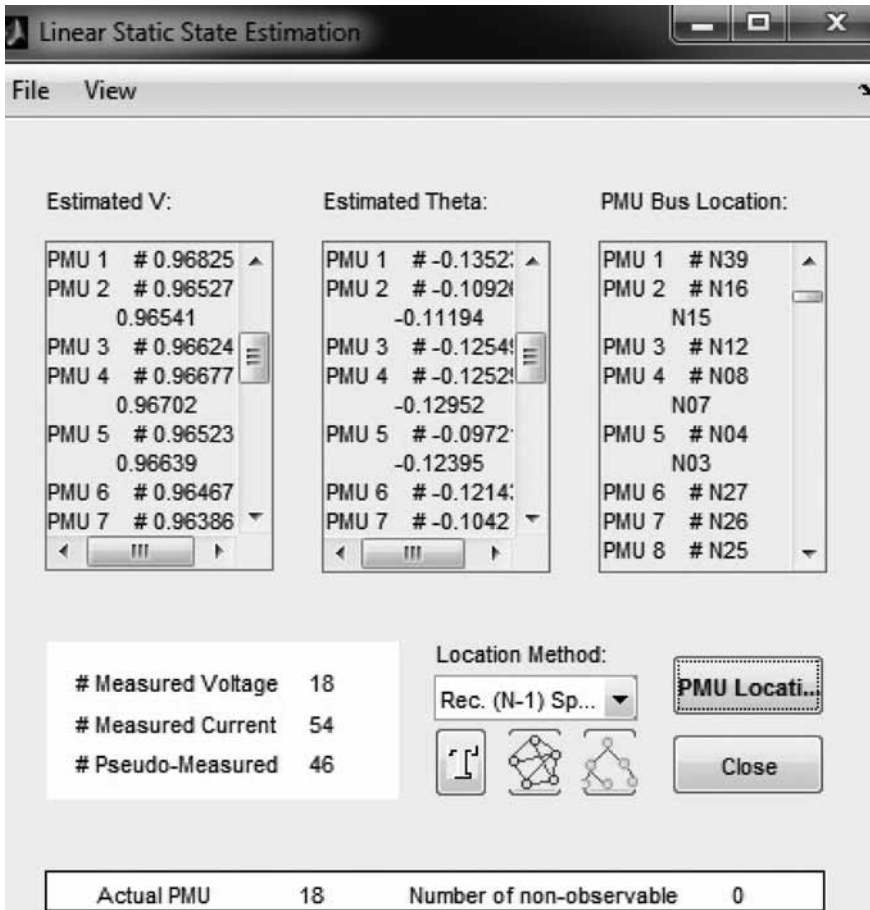 Linear Static State Estimation
File View
Estimated V:
PMU 1 # 0.96825
PMU 2 # 0.96527
0.96541
PMU 3 # 0.96624
PMU 4 # 0.96677
0.96702
PMU 5 # 0.96523
0.96639
PMU 6 # 0.96467
PMU 7 # 0.96386
Estimated Theta:
PMU 1 # -0.1352
PMU 2 # -0.1092
-0.11194
PMU 3 # -0.1254
PMU 4 # -0.1252
-0.12952
PMU 5 # -0.0972
-0.12395
PMU 6 # -0.1214
PMU 7 # -0.1042
PMU Bus Location:
PMU 1 # N39
PMU 2 # N16
N15
PMU 3 # N12
PMU 4 # N08
N07
PMU 5 # N04
N03
PMU 6 # N27
PMU 7 # N26
PMU 8 # N25
# Measured Voltage 18
# Measured Current 54
# Pseudo-Measured 46
Location Method:
Rec. (N-1) Sp...
T
PMU Locati...
Close
Actual PMU 18 Number of non-observable 0